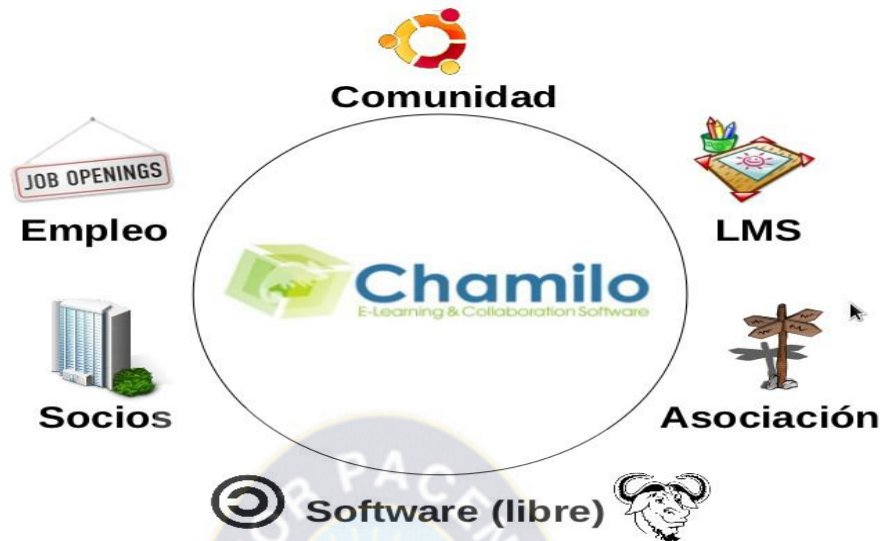 Comunidad
JOB OPENINGS
Empleo
LMS
Chamilo
E-Learning & Collaboration Software
Socios
Asociación
Software (libre)